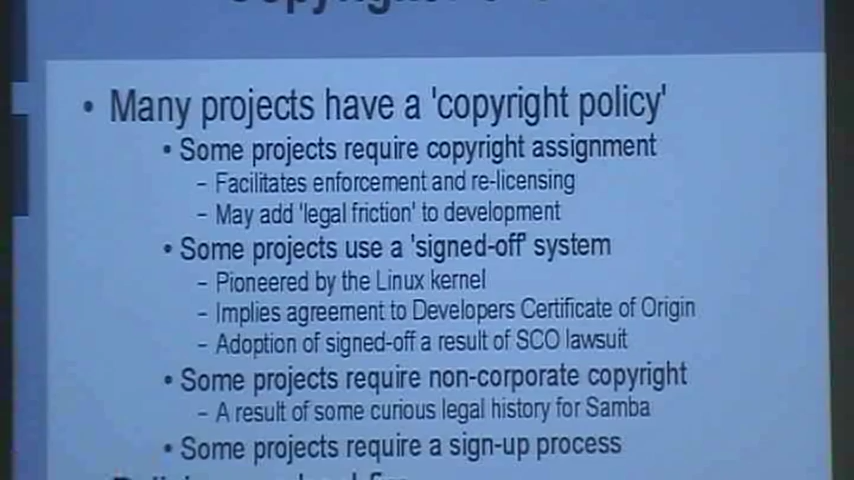 • Many projects have a 'copyright policy'
• Some projects require copyright assignment
– Facilitates enforcement and re-licensing
– May add 'legal friction' to development
• Some projects use a 'signed-off' system
– Pioneered by the Linux kernel
– Implies agreement to Developers Certificate of Origin
– Adoption of signed-off a result of SCO lawsuit
• Some projects require non-corporate copyright
– A result of some curious legal history for Samba
• Some projects require a sign-up process